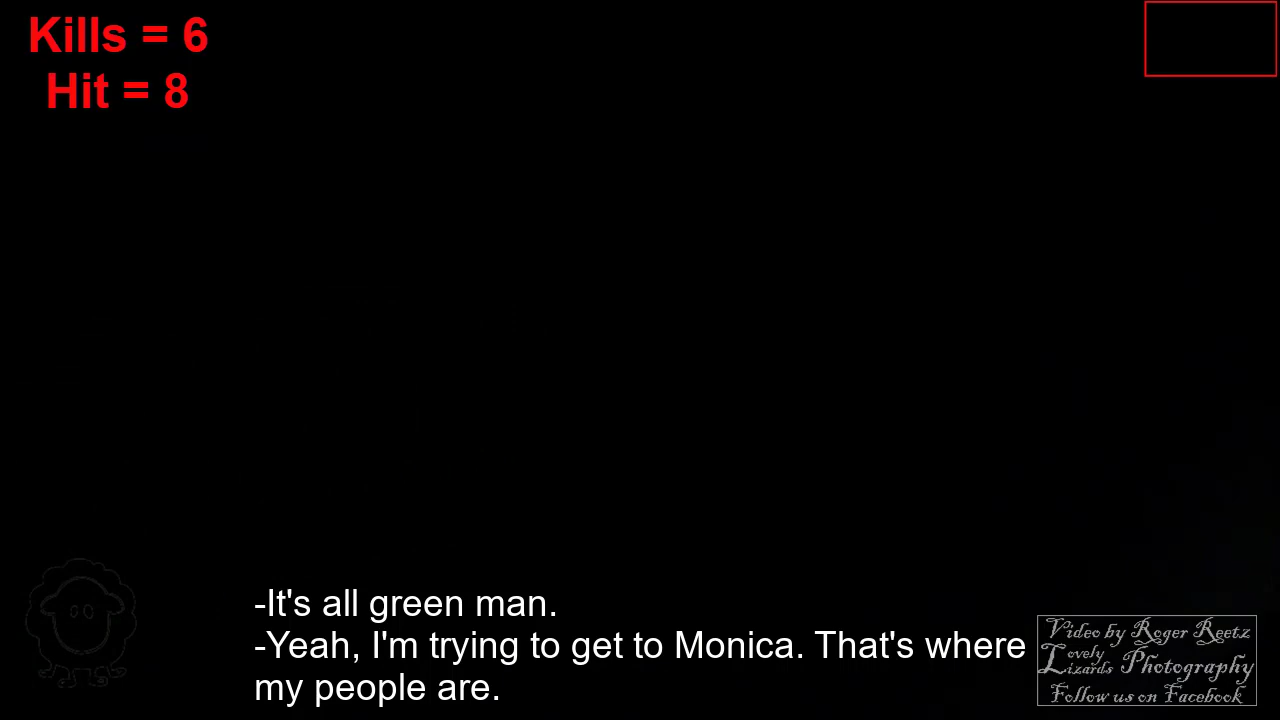 Kills = 6
Hit = 8
-It's all green man.
-Yeah, I'm trying to get to Monica. That's where
my people are.
Video by Roger Reetz
Lovely
Lizards Photography
Follow us on Facebook